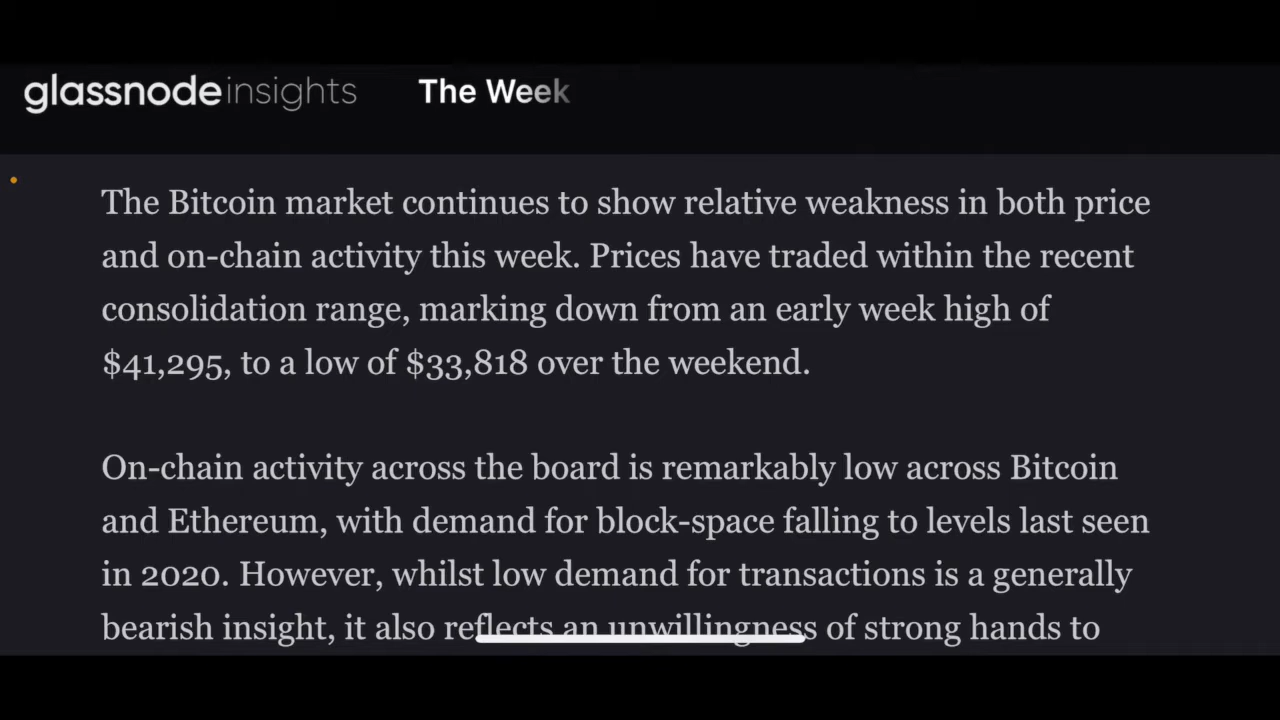 glassnode insights The Week
The Bitcoin market continues to show relative weakness in both price
and on-chain activity this week. Prices have traded within the recent
consolidation range, marking down from an early week high of
$41,295, to a low of $33,818 over the weekend.
On-chain activity across the board is remarkably low across Bitcoin
and Ethereum, with demand for block-space falling to levels last seen
in 2020. However, whilst low demand for transactions is a generally
bearish insight, it also reflects an unwillingness of strong hands to